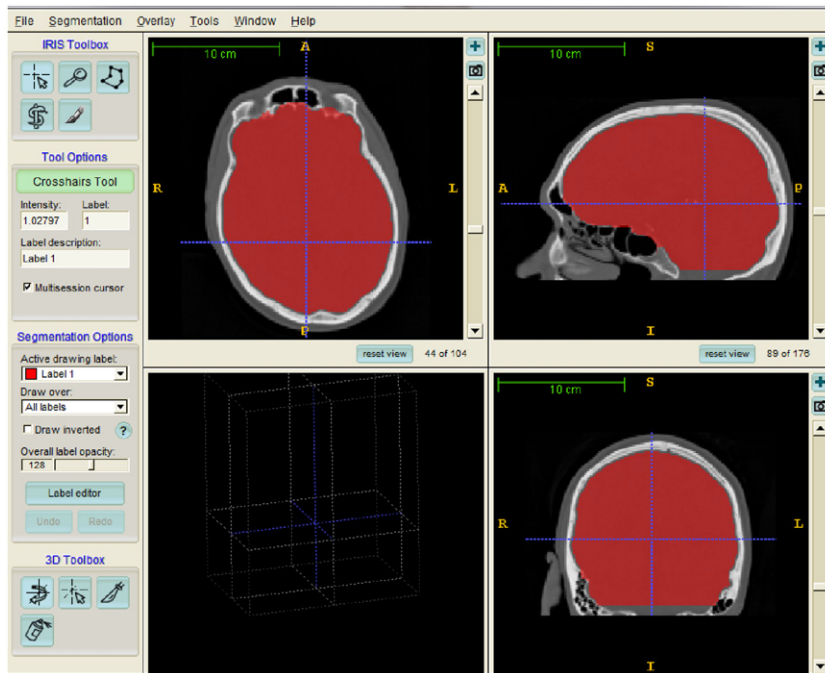 File Segmentation Overlay Tools Window Help
IRIS Toolbox
Tool Options
Crosshairs Tool
Intensity: Label:
1.02797 1
Label description:
Label 1
Multisession cursor
Segmentation Options
Active drawing label:
Label 1
Draw over:
All labels
Draw inverted ?
Overall label opacity:
128
Label editor
Undo Redo
3D Toolbox
10 cm
A
R
L
P
reset view 44 of 104
10 cm
S
A
P
I
reset view 89 of 176
10 cm
S
R
L
I